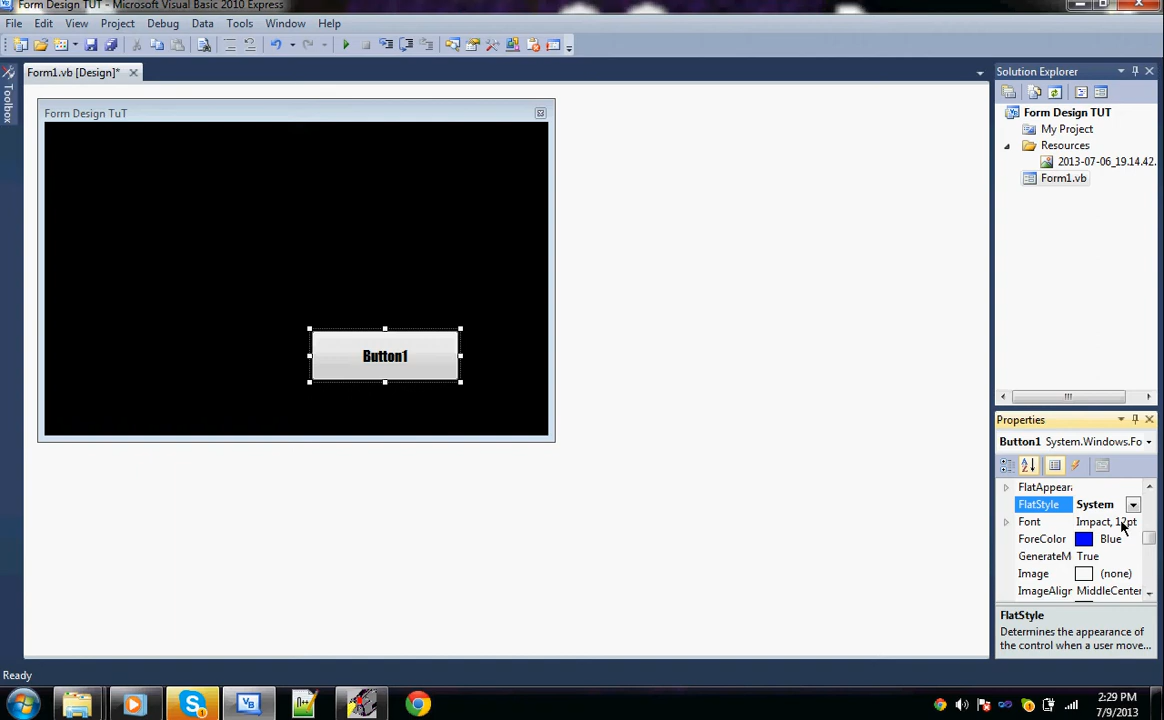 Form Design TUT - Microsoft Visual Basic 2010 Express
File Edit View Project Debug Data Tools Window Help
Form1.vb [Design]*
Toolbox
Form Design TuT
Button1
Solution Explorer
Form Design TUT
My Project
Resources
2013-07-06_19.14.42.
Form1.vb
Properties
Button1 System.Windows.Fo
FlatAppear
FlatStyle System
Font Impact, 12pt
ForeColor Blue
GenerateM True
Image (none)
ImageAlign MiddleCenter
FlatStyle
Determines the appearance of
the control when a user move...
Ready
2:29 PM
7/9/2013